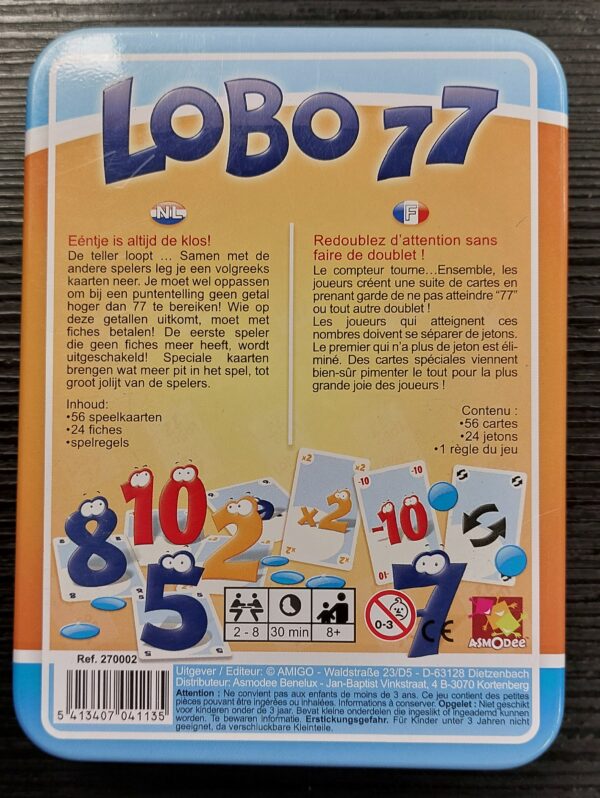 LOBO 77
NL
Eéntje is altijd de klos!
De teller loopt ... Samen met de
andere spelers leg je een volgreeks
kaarten neer. Je moet wel oppassen
om bij een puntentelling geen getal
hoger dan 77 te bereiken! Wie op
deze getallen uitkomt, moet met
fiches betalen! De eerste speler
die geen fiches meer heeft, wordt
uitgeschakeld! Speciale kaarten
brengen wat meer pit in het spel, tot
groot jolijt van de spelers.
Inhoud:
•56 speelkaarten
•24 fiches
•spelregels
F
Redoublez d'attention sans
faire de doublet !
Le compteur tourne…Ensemble, les
joueurs créent une suite de cartes en
prenant garde de ne pas atteindre "77"
ou tout autre doublet !
Les joueurs qui atteignent ces
nombres doivent se séparer de jetons.
Le premier qui n'a plus de jeton est éli-
miné. Des cartes spéciales viennent
bien-sûr pimenter le tout pour la plus
grande joie des joueurs !
Contenu :
•56 cartes
•24 jetons
•1 règle du jeu
8
10
2
5
x2
x2
x2
x2
-10
-10
-10
-10
7
2 - 8
30 min
8+
0-3
CE
ASMODEE
Ref. 270002
5 413407 041135
Uitgever / Editeur: © AMIGO - Waldstraße 23/D5 - D-63128 Dietzenbach
Distributeur: Asmodee Benelux - Jan-Baptist Vinkstraat, 4 B-3070 Kortenberg
Attention : Ne convient pas aux enfants de moins de 3 ans. Ce jeu contient des petites
pièces pouvant être ingérées ou inhalées. Informations à conserver. Opgelet : Niet geschikt
voor kinderen onder de 3 jaar. Bevat kleine onderdelen die ingeslikt of ingeademd kunnen
worden. Te bewaren informatie. Erstickungsgefahr. Für Kinder unter 3 Jahren nicht
geeignet, da verschluckbare Kleinteile.